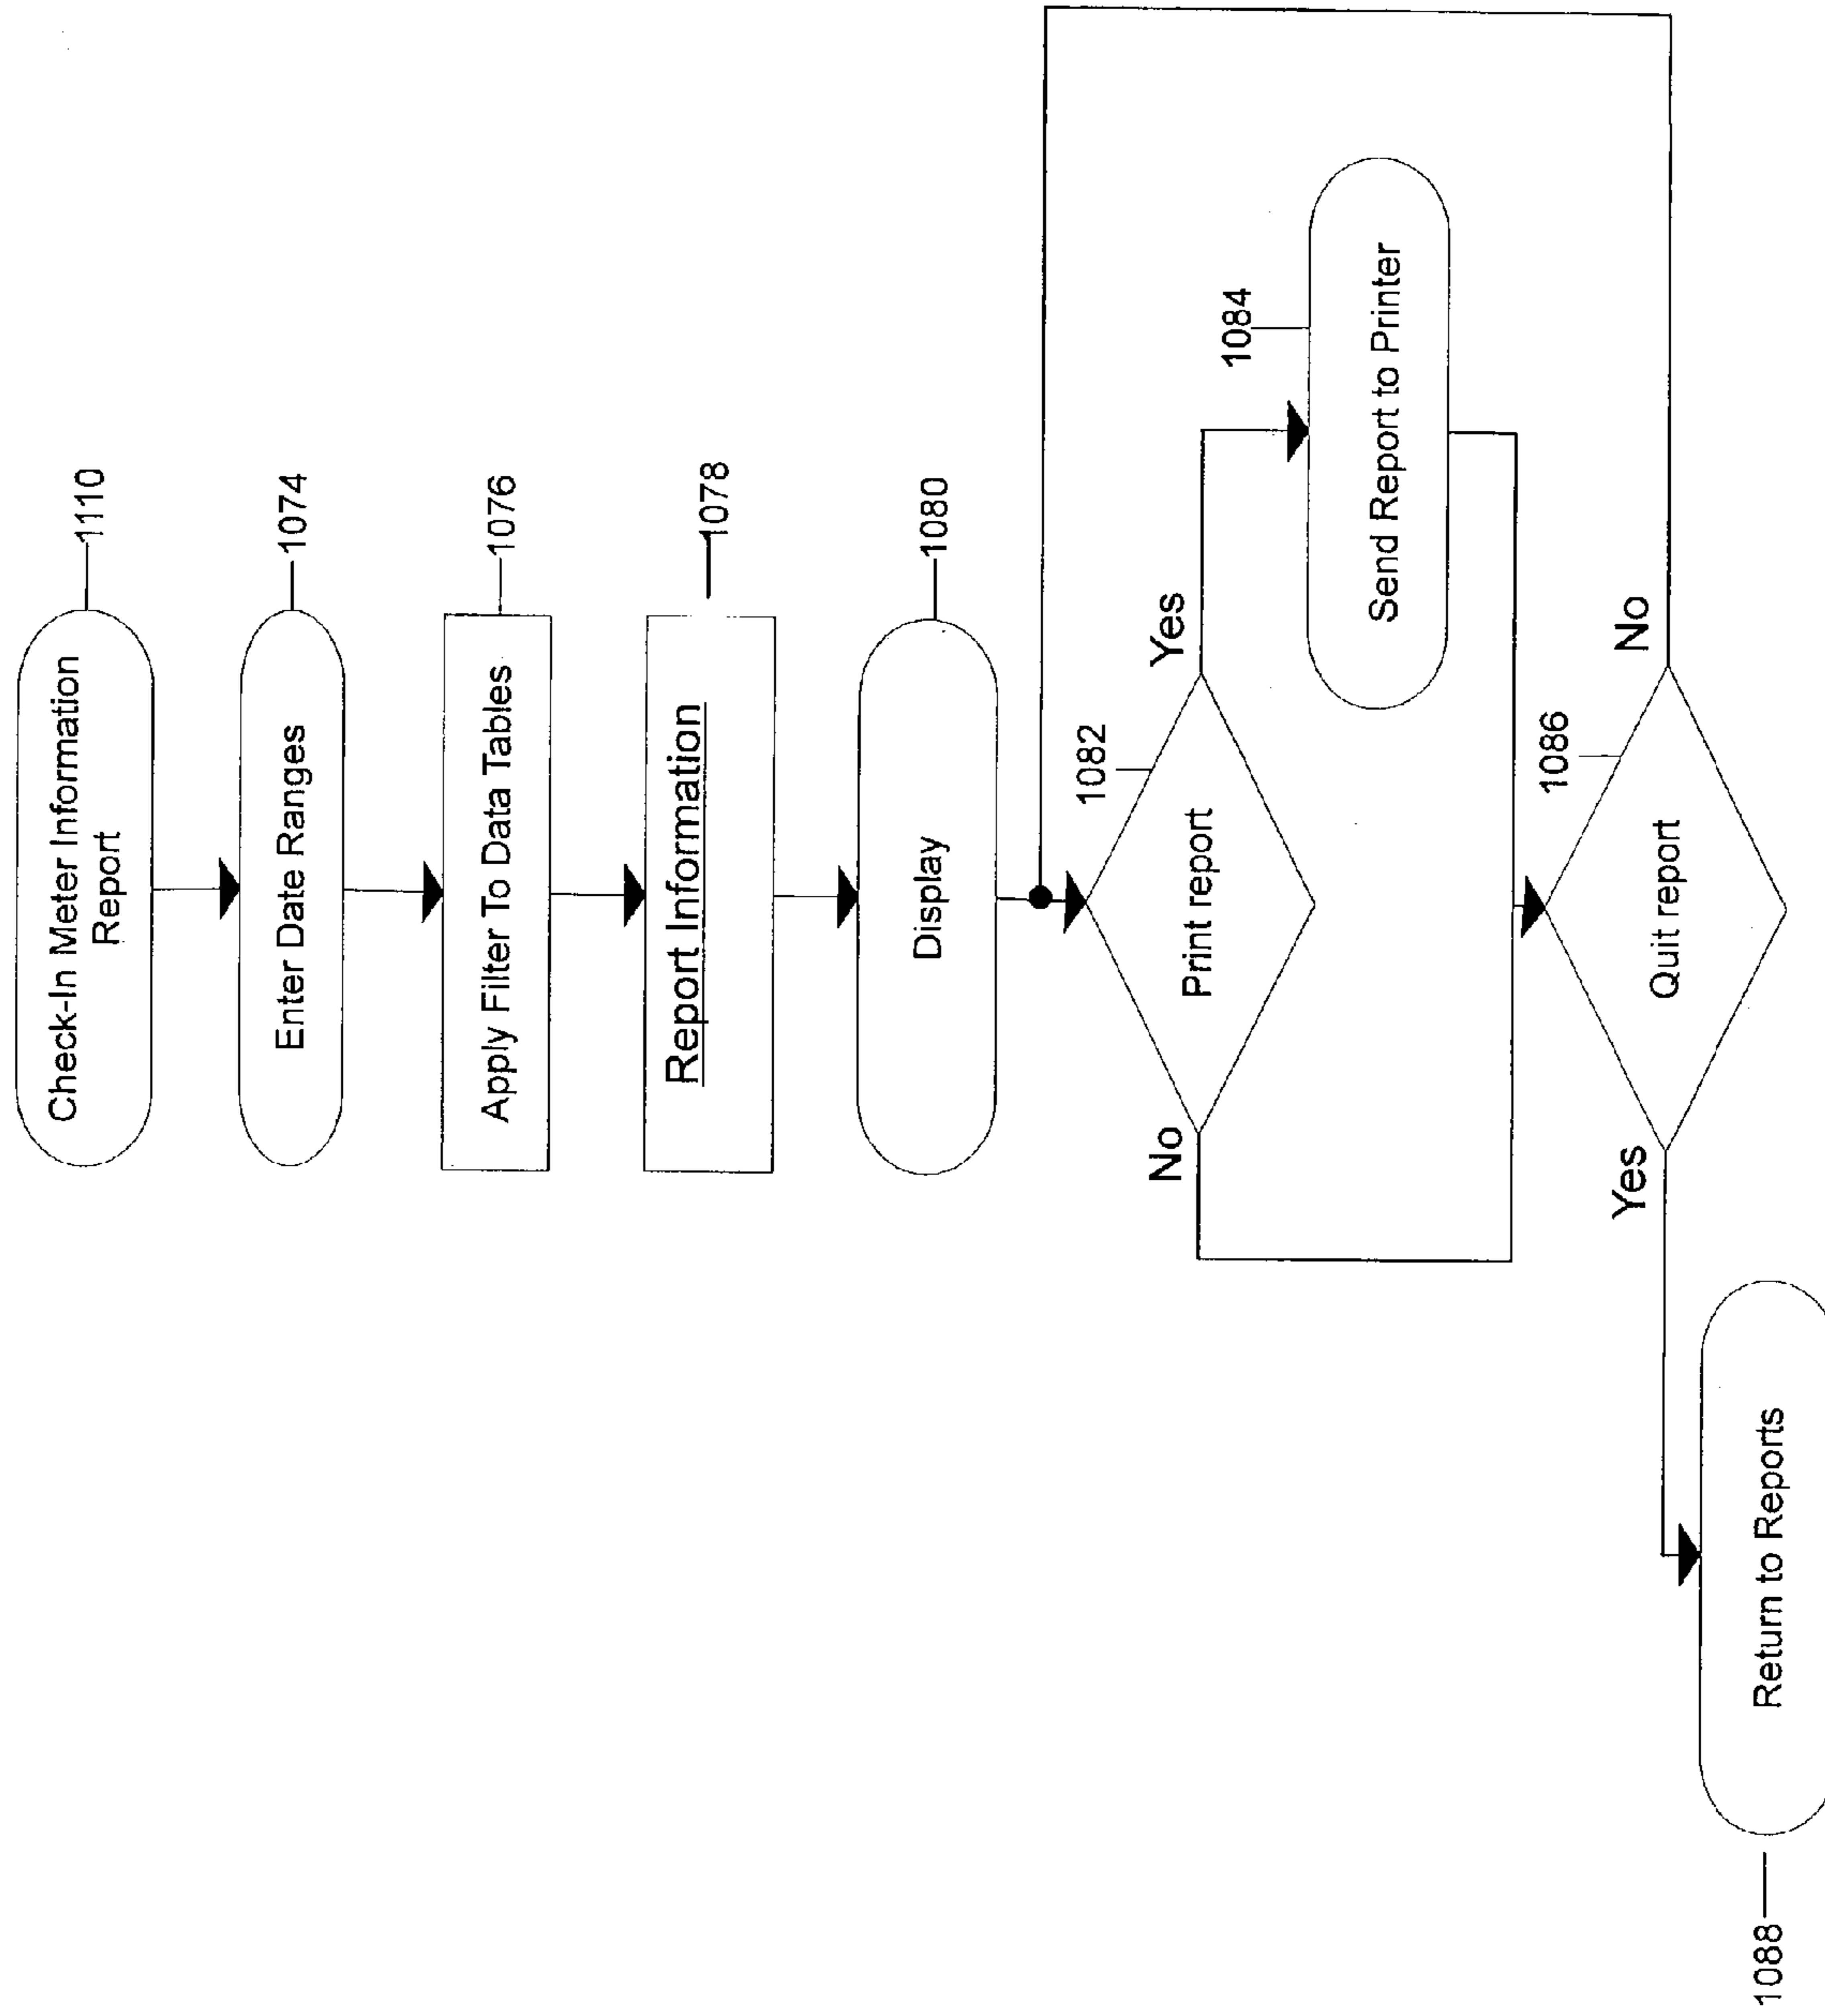 Check-In Meter Information
Report
1110
Enter Date Ranges
1074
Apply Filter To Data Tables
1076
Report Information
1078
Display
1080
1082
Print report
Yes
No
1084
Send Report to Printer
1086
Quit report
No
Yes
Return to Reports
1088